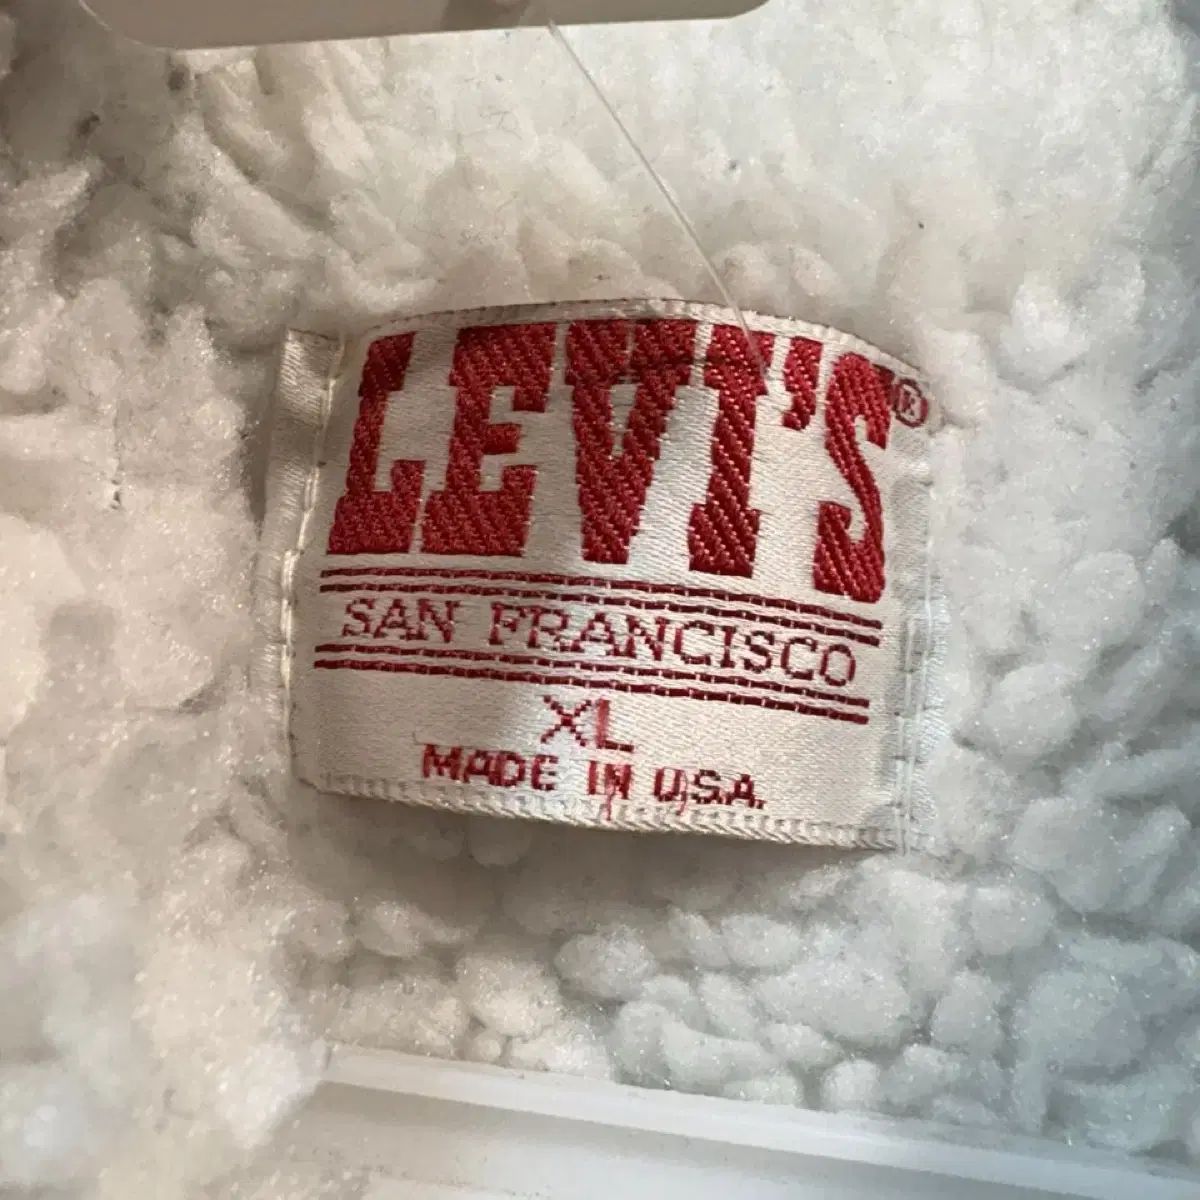 LEVI'S®
SAN FRANCISCO
XL
MADE IN U.S.A.